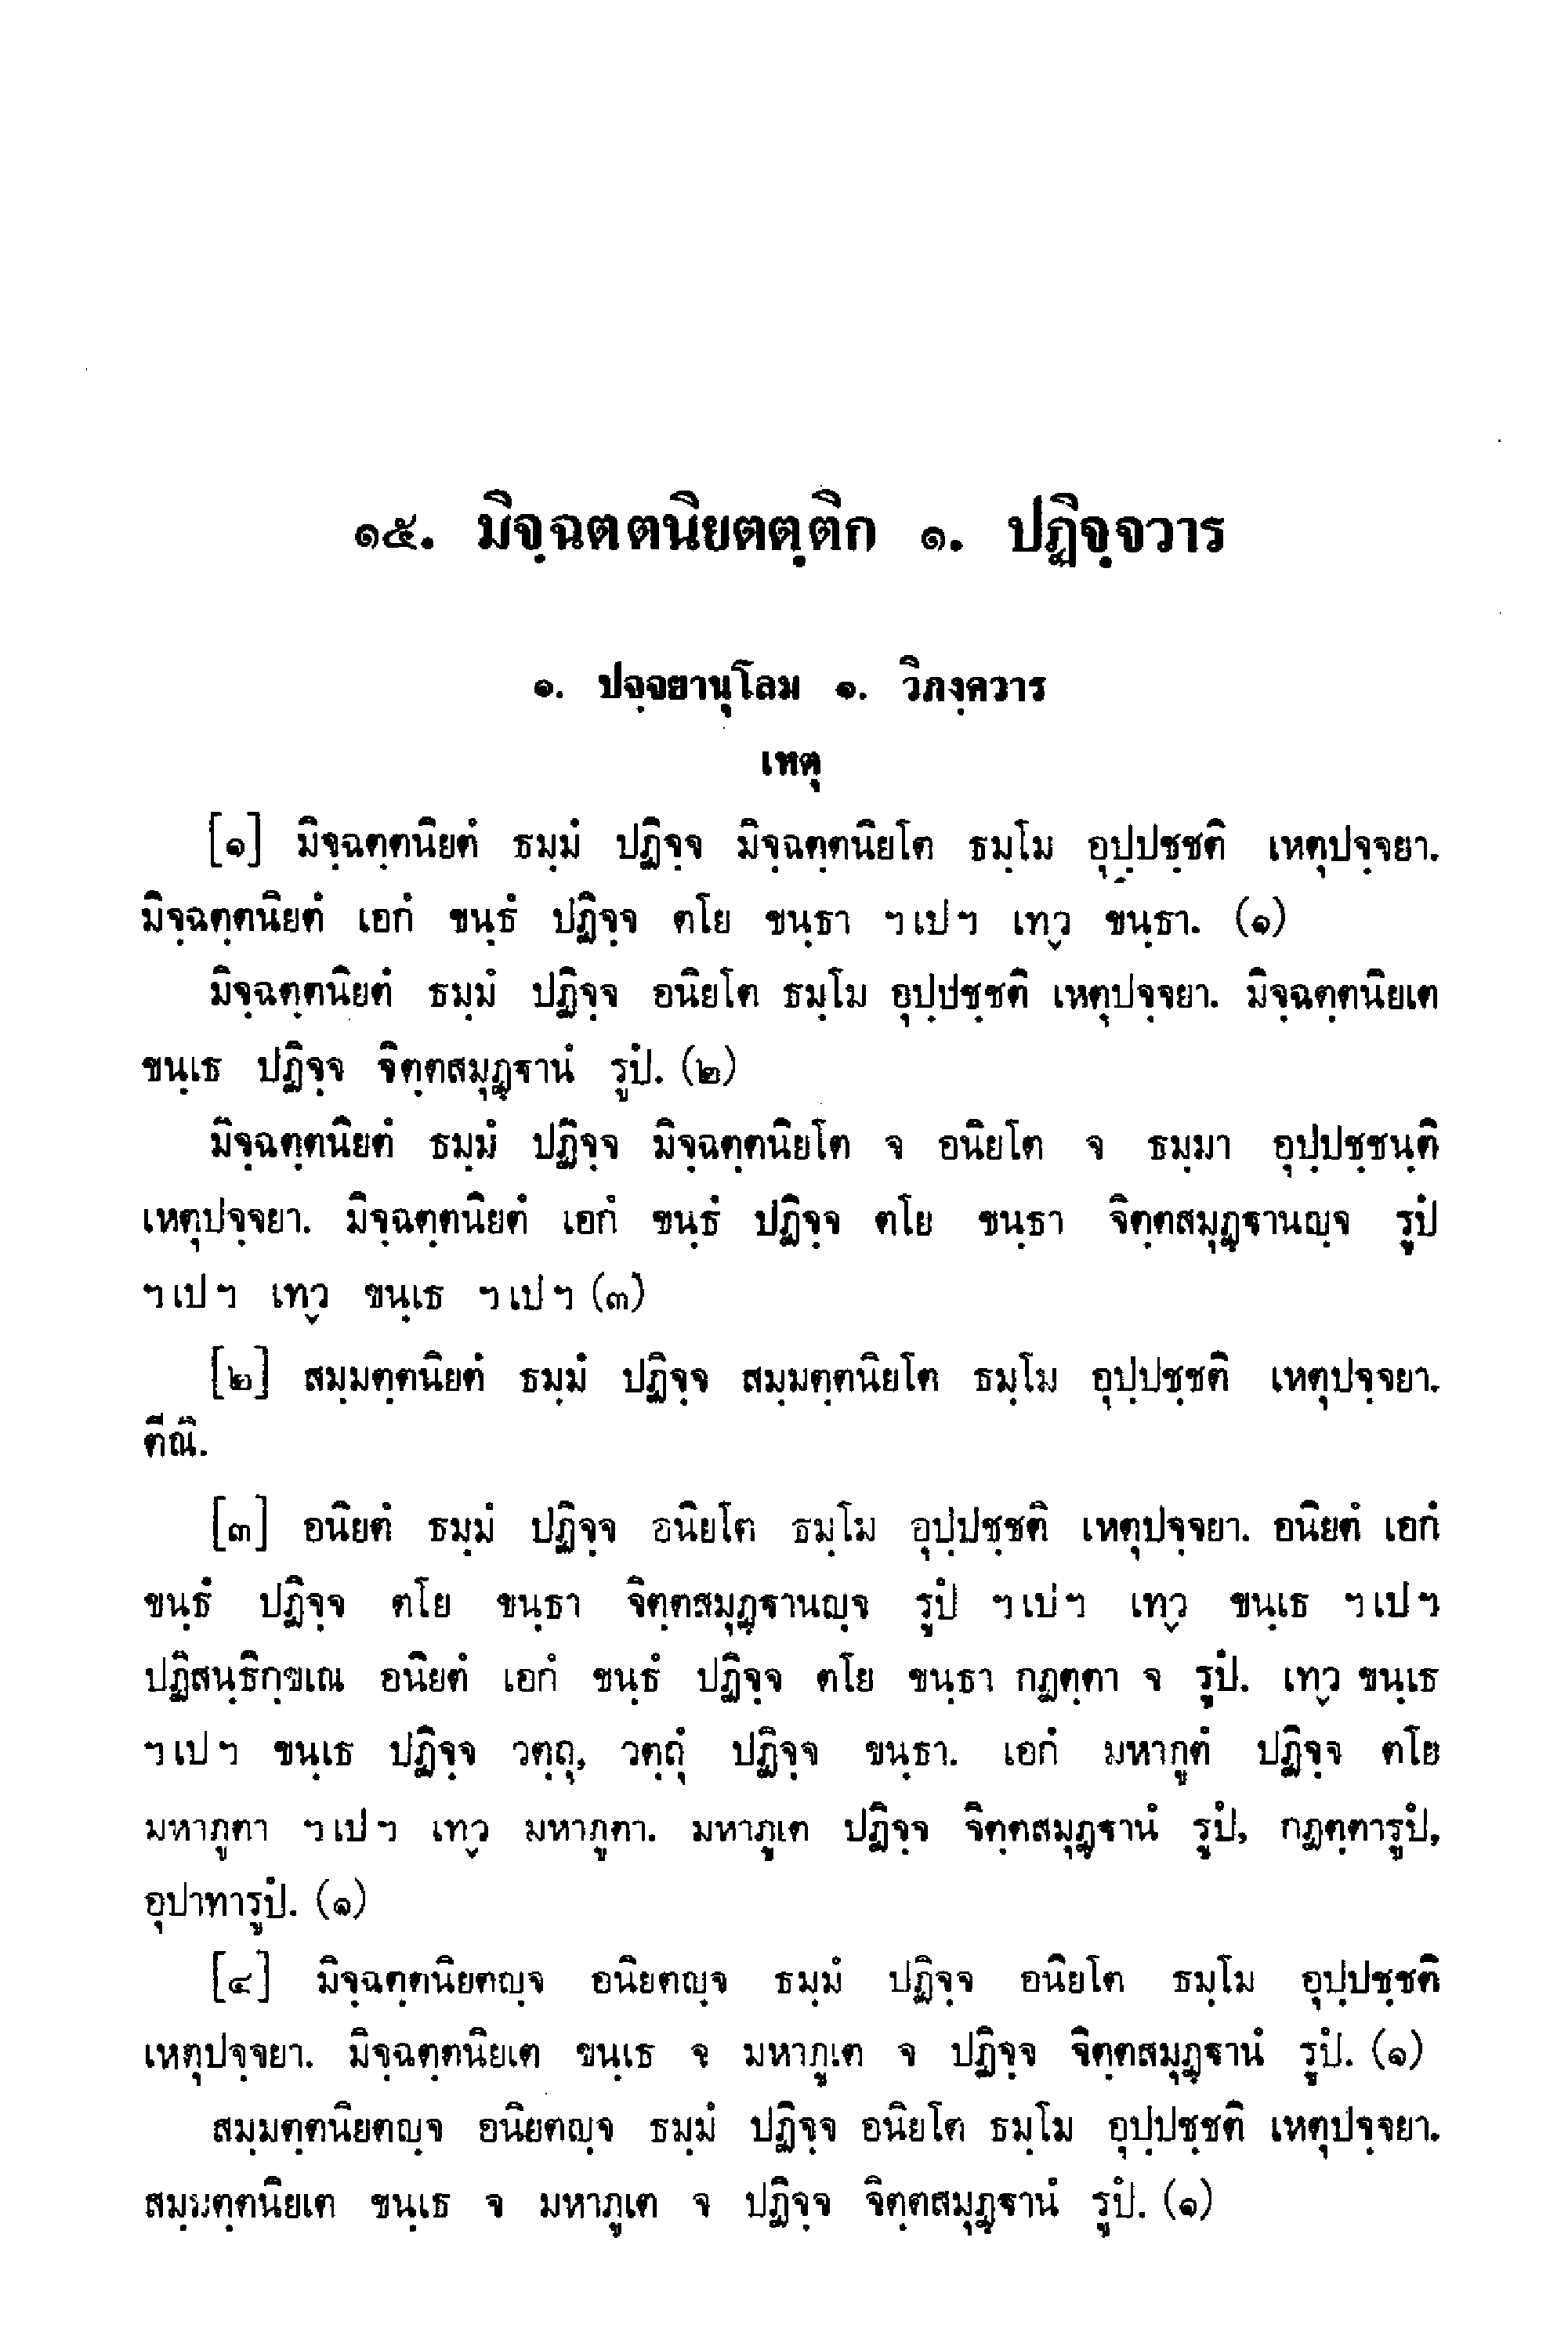 ๑๕. มิจฺฉตตนิยตตฺติก ๑. ปฏิจฺจวาร
๑. ปจฺจยานุโลม ๑. วิภงฺควาร
เหตุ
[๑] มิจฺฉตฺตนิยตํ ธมฺมํ ปฏิจฺจ มิจฺฉตฺตนิยโต ธมฺโม อุปฺปชฺชติ เหตุปจฺจยา.
มิจฺฉตฺตนิยตํ เอกํ ขนฺธํ ปฏิจฺจ ตโย ขนฺธา ฯเปฯ เทฺว ขนฺธา. (๑)
มิจฺฉตฺตนิยตํ ธมฺมํ ปฏิจฺจ อนิยโต ธมฺโม อุปฺปชฺชติ เหตุปจฺจยา. มิจฺฉตฺตนิยเต
ขนฺเธ ปฏิจฺจ จิตฺตสมุฏฺฐานํ รูปํ. (๒)
มิจฺฉตฺตนิยตํ ธมฺมํ ปฏิจฺจ มิจฺฉตฺตนิยโต จ อนิยโต จ ธมฺมา อุปฺปชฺชนฺติ
เหตุปจฺจยา. มิจฺฉตฺตนิยตํ เอกํ ขนฺธํ ปฏิจฺจ ตโย ขนฺธา จิตฺตสมุฏฺฐานญฺจ รูปํ
ฯเปฯ เทฺว ขนฺเธ ฯเปฯ (๓)
[๒] สมฺมตฺตนิยตํ ธมฺมํ ปฏิจฺจ สมฺมตฺตนิยโต ธมฺโม อุปฺปชฺชติ เหตุปจฺจยา.
ตีณิ.
[๓] อนิยตํ ธมฺมํ ปฏิจฺจ อนิยโต ธมฺโม อุปฺปชฺชติ เหตุปจฺจยา. อนิยตํ เอกํ
ขนฺธํ ปฏิจฺจ ตโย ขนฺธา จิตฺตสมุฏฺฐานญฺจ รูปํ ฯเปฯ เทฺว ขนฺเธ ฯเปฯ
ปฏิสนฺธิกฺขเณ อนิยตํ เอกํ ขนฺธํ ปฏิจฺจ ตโย ขนฺธา กฏตฺตา จ รูปํ. เทฺว ขนฺเธ
ฯเปฯ ขนฺเธ ปฏิจฺจ วตฺถุ, วตฺถุํ ปฏิจฺจ ขนฺธา. เอกํ มหาภูตํ ปฏิจฺจ ตโย
มหาภูตา ฯเปฯ เทฺว มหาภูตา. มหาภูเต ปฏิจฺจ จิตฺตสมุฏฺฐานํ รูปํ, กฏตฺตารูปํ,
อุปาทารูปํ. (๑)
[๔] มิจฺฉตฺตนิยตญฺจ อนิยตญฺจ ธมฺมํ ปฏิจฺจ อนิยโต ธมฺโม อุปฺปชฺชติ
เหตุปจฺจยา. มิจฺฉตฺตนิยเต ขนฺเธ จ มหาภูเต จ ปฏิจฺจ จิตฺตสมุฏฺฐานํ รูปํ. (๑)
สมฺมตฺตนิยตญฺจ อนิยตญฺจ ธมฺมํ ปฏิจฺจ อนิยโต ธมฺโม อุปฺปชฺชติ เหตุปจฺจยา.
สมฺมตฺตนิยเต ขนฺเธ จ มหาภูเต จ ปฏิจฺจ จิตฺตสมุฏฺฐานํ รูปํ. (๑)